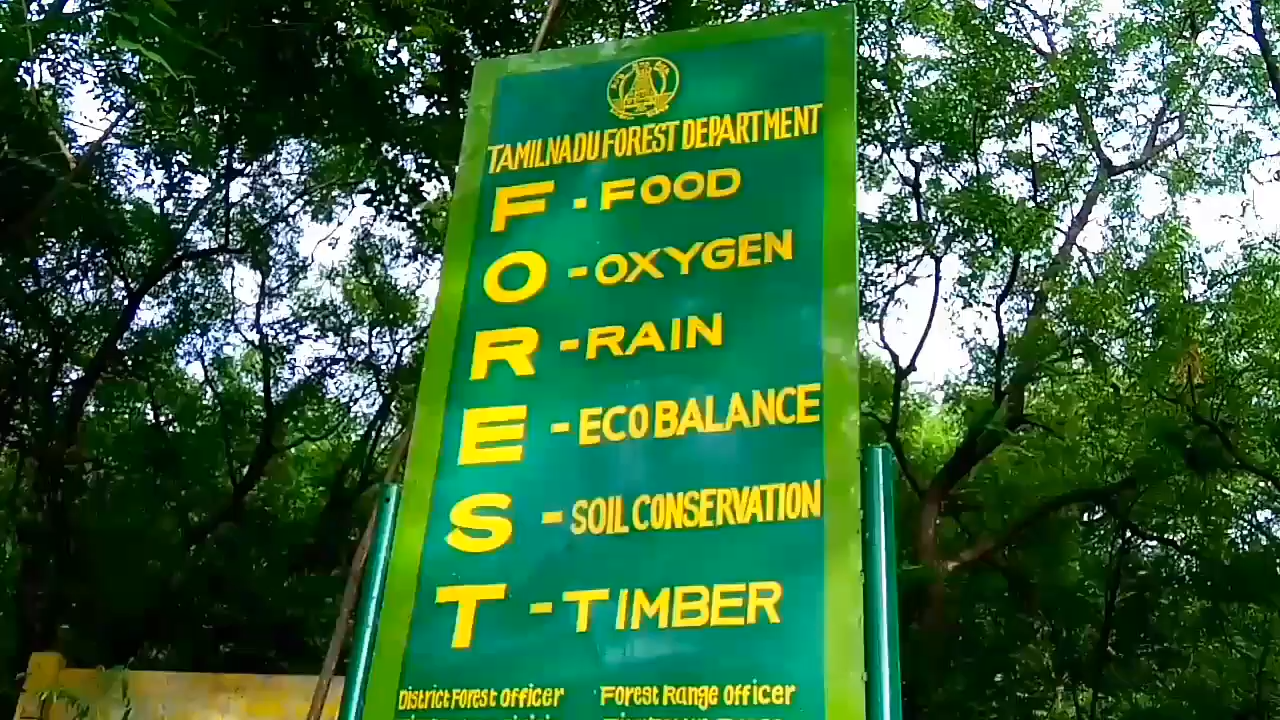 TAMILNADU FOREST DEPARTMENT
F - FOOD
O - OXYGEN
R - RAIN
E - ECO BALANCE
S - SOIL CONSERVATION
T - TIMBER
District Forest Officer Forest Range Officer